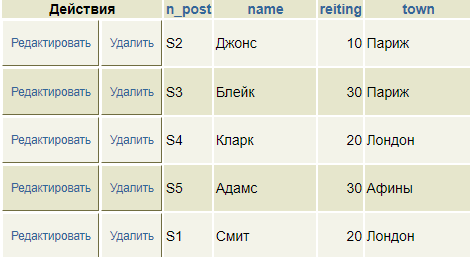 Действия n_post name reiting town
Редактировать Удалить S2 Джонс 10 Париж
Редактировать Удалить S3 Блейк 30 Париж
Редактировать Удалить S4 Кларк 20 Лондон
Редактировать Удалить S5 Адамс 30 Афины
Редактировать Удалить S1 Смит 20 Лондон